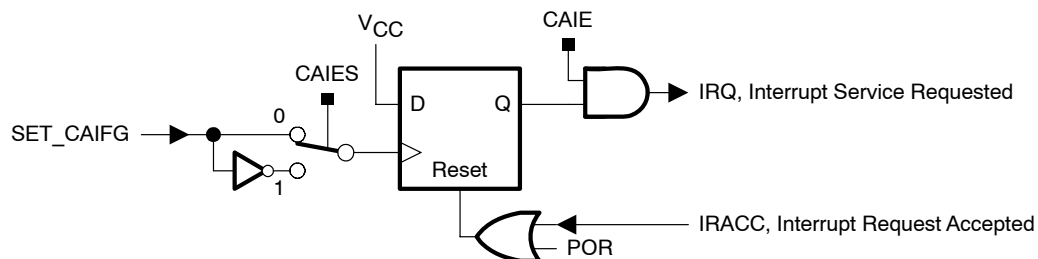 CAIE
VCC
CAIES
D
Q
IRQ, Interrupt Service Requested
0
SET_CAIFG
Reset
1
IRACC, Interrupt Request Accepted
POR